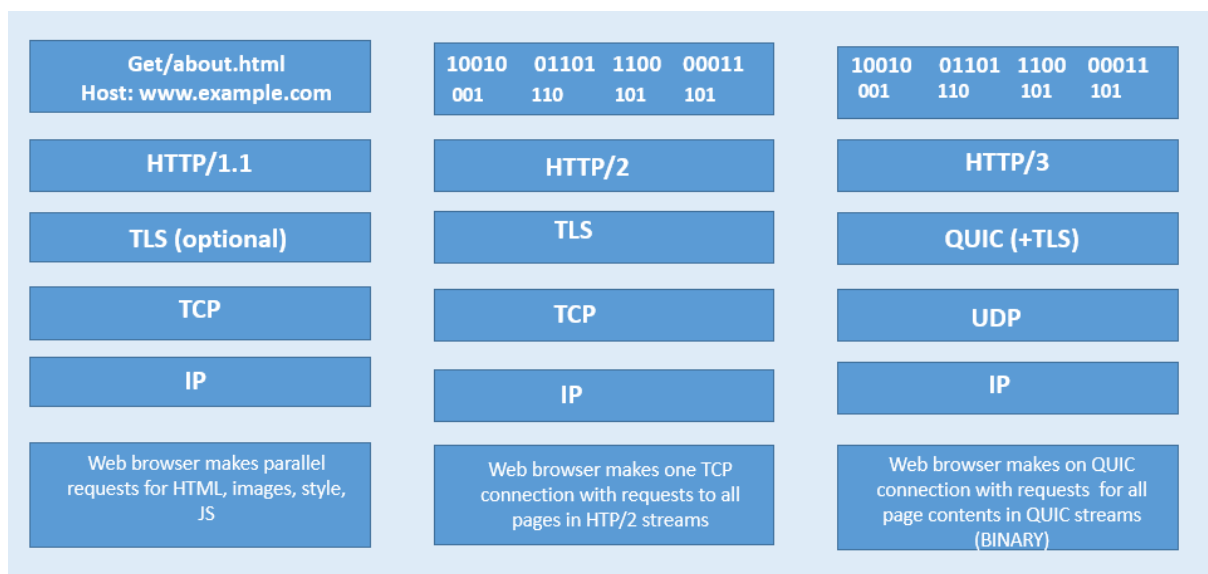 Get/about.html
Host: www.example.com
HTTP/1.1
TLS (optional)
TCP
IP
Web browser makes parallel
requests for HTML, images, style,
JS
10010 01101 1100 00011
001 110 101 101
HTTP/2
TLS
TCP
IP
Web browser makes one TCP
connection with requests to all
pages in HTP/2 streams
10010 01101 1100 00011
001 110 101 101
HTTP/3
QUIC (+TLS)
UDP
IP
Web browser makes on QUIC
connection with requests for all
page contents in QUIC streams
(BINARY)